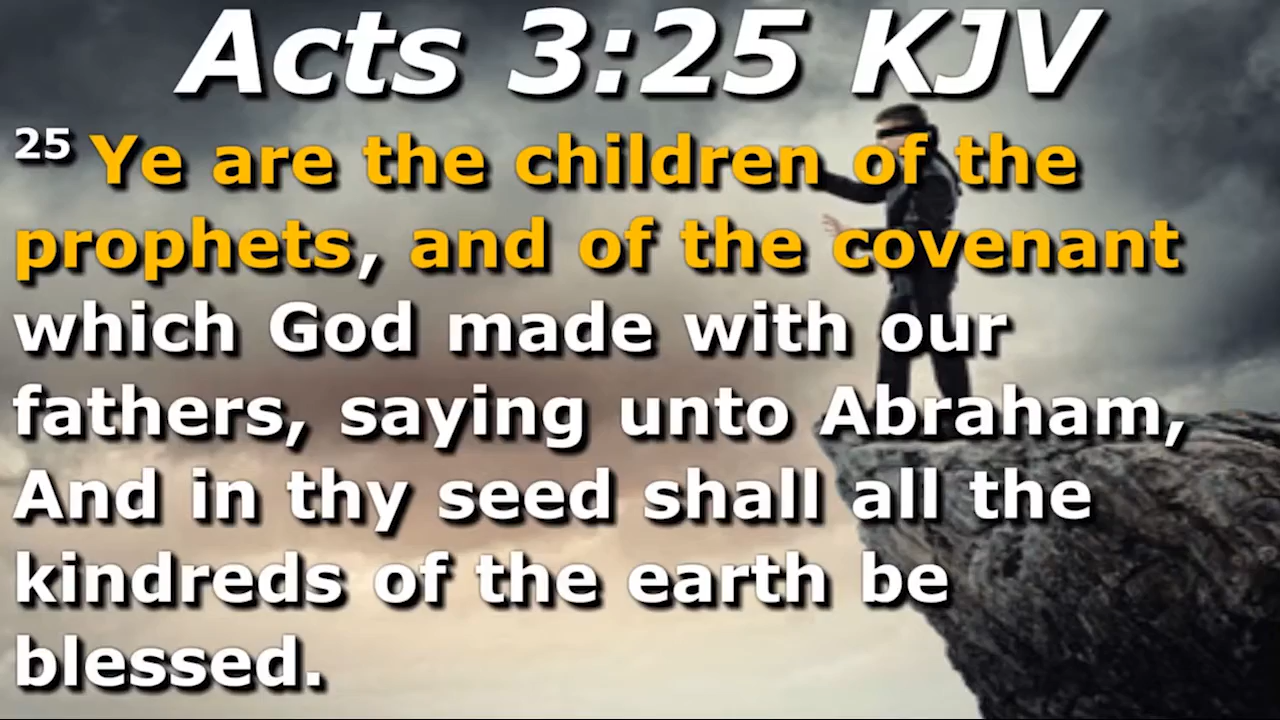 Acts 3:25 KJV
25 Ye are the children of the
prophets, and of the covenant
which God made with our
fathers, saying unto Abraham,
And in thy seed shall all the
kindreds of the earth be
blessed.